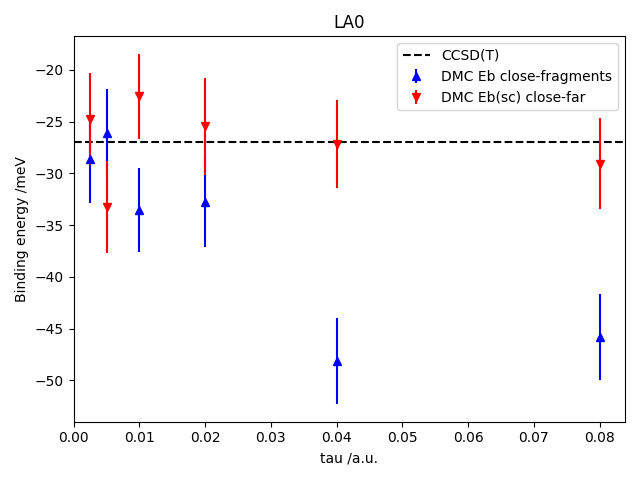 LA0
CCSD(T)
DMC Eb close-fragments
DMC Eb(sc) close-far
Binding energy /meV
−20
−25
−30
−35
−40
−45
−50
0.00 0.01 0.02 0.03 0.04 0.05 0.06 0.07 0.08
tau /a.u.